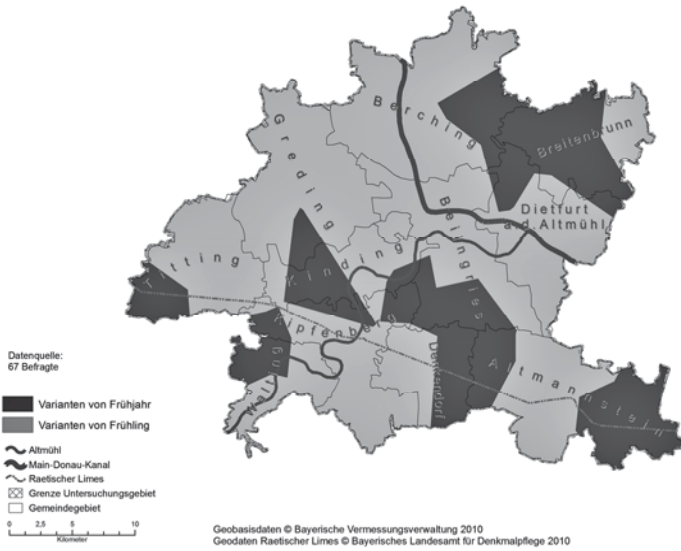 Berching
Breitenbrunn
Greding
Dietfurt
a.d.Altmühl
Beilngries
Titting
Kinding
Kipfenberg
Denkendorf
Altmannstein
Datenquelle:
67 Befragte
Varianten von Frühjahr
Varianten von Frühling
Altmühl
Main-Donau-Kanal
Raetischer Limes
Grenze Untersuchungsgebiet
Gemeindegebiet
0 2,5 5 10
Kilometer
Geobasisdaten © Bayerische Vermessungsverwaltung 2010
Geodaten Raetischer Limes © Bayerisches Landesamt für Denkmalpflege 2010